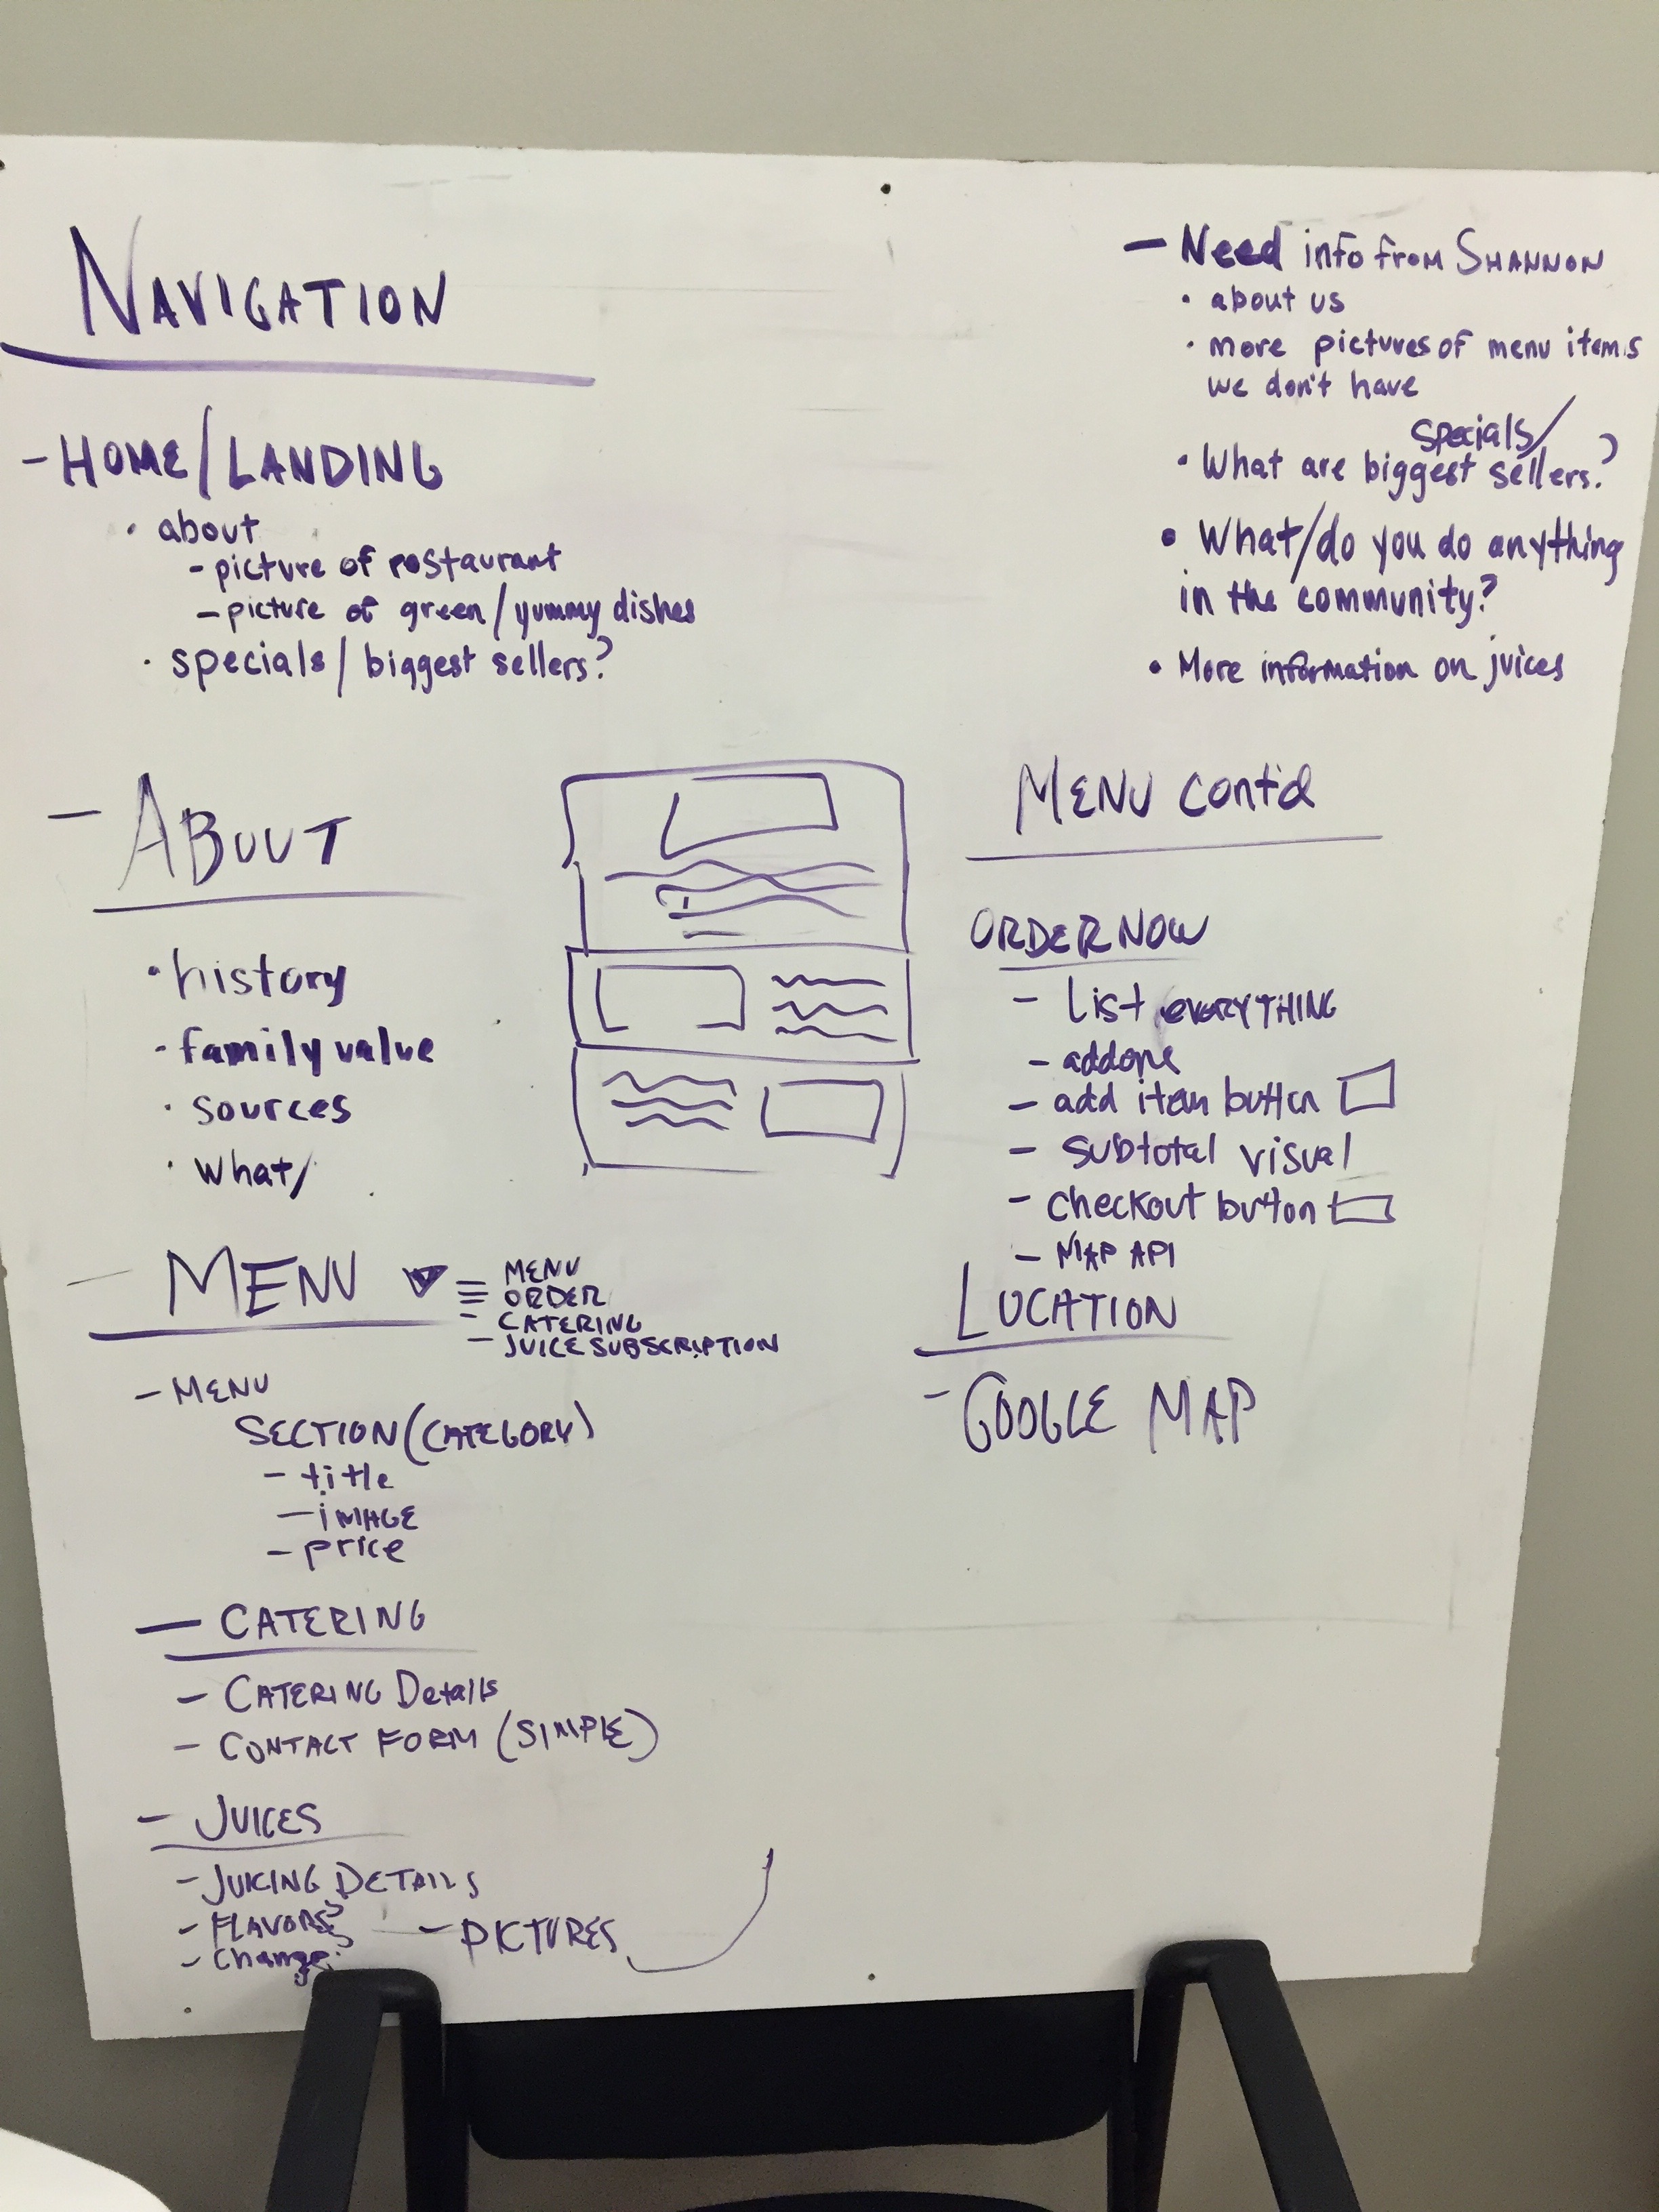 NAVIGATION
- HOME/LANDING
· about
- picture of restaurant
- picture of green/yummy dishes
· specials/biggest sellers?
- Need info from SHANNON
· about us
· more pictures of menu items
we don't have
specials/
· What are biggest sellers?
· What/do you do anything
in the community?
· More information on juices
- ABOUT
· history
· family value
· sources
· what/
- MENU ▼
- MENU
- ORDER
- CATERING
- JUICE SUBSCRIPTION
- MENU
SECTION (CATEGORY)
- title
- IMAGE
- price
- CATERING
- CATERING Details
- CONTACT FORM (SIMPLE)
- JUICES
- JUICING DETAILS
- FLAVORS?
- Change?
- PICTURES
MENU cont'd
ORDER NOW
- List EVERYTHING
- addons
- add item button
- Subtotal visual
- checkout button
- MAP API
LOCATION
- GOOGLE MAP